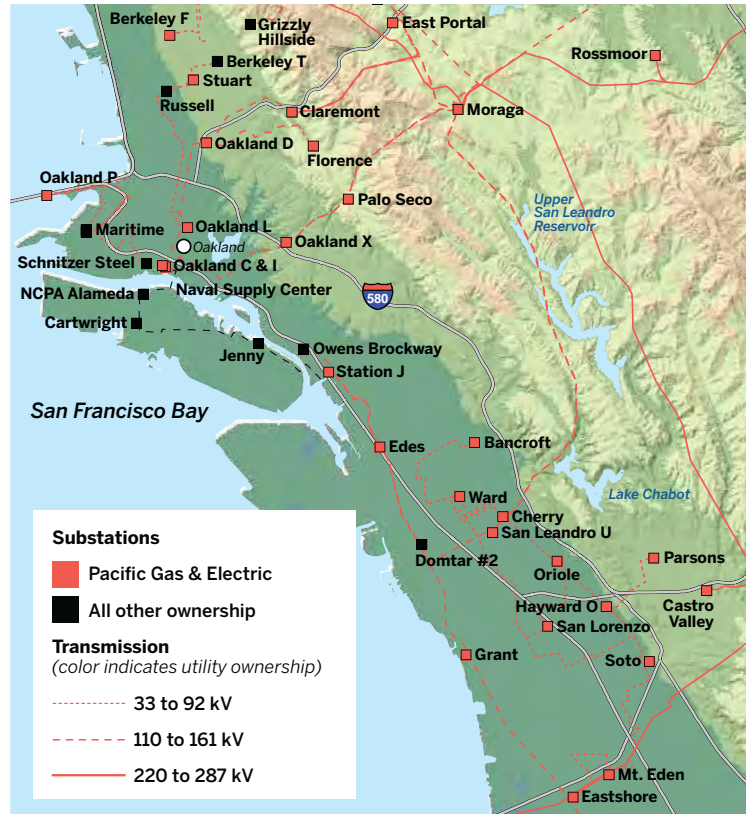 Berkeley F
Grizzly
Hillside
East Portal
Rossmoor
Berkeley T
Stuart
Russell
Claremont
Moraga
Oakland D
Florence
Oakland P
Palo Seco
Upper
San Leandro
Reservoir
Maritime
Oakland L
Oakland
Oakland X
Schnitzer Steel
Oakland C & I
NCPA Alameda
Naval Supply Center
580
Cartwright
Jenny
Owens Brockway
Station J
San Francisco Bay
Edes
Bancroft
Ward
Lake Chabot
Cherry
San Leandro U
Domtar #2
Oriole
Parsons
Hayward O
Castro
Valley
San Lorenzo
Grant
Soto
Mt. Eden
Eastshore
Substations
Pacific Gas & Electric
All other ownership
Transmission
(color indicates utility ownership)
33 to 92 kV
110 to 161 kV
220 to 287 kV